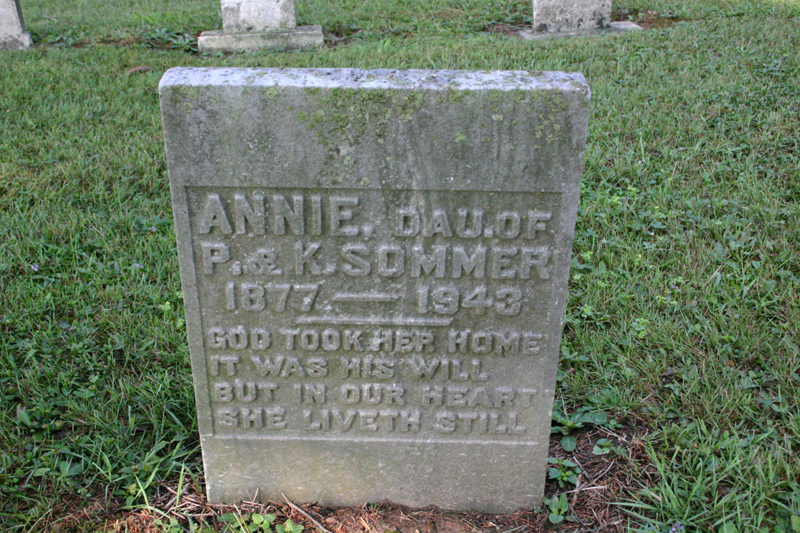 ANNIE, DAU. OF
P. & K. SOMMER
1877 — 1943
GOD TOOK HER HOME
IT WAS HIS WILL
BUT IN OUR HEART
SHE LIVETH STILL